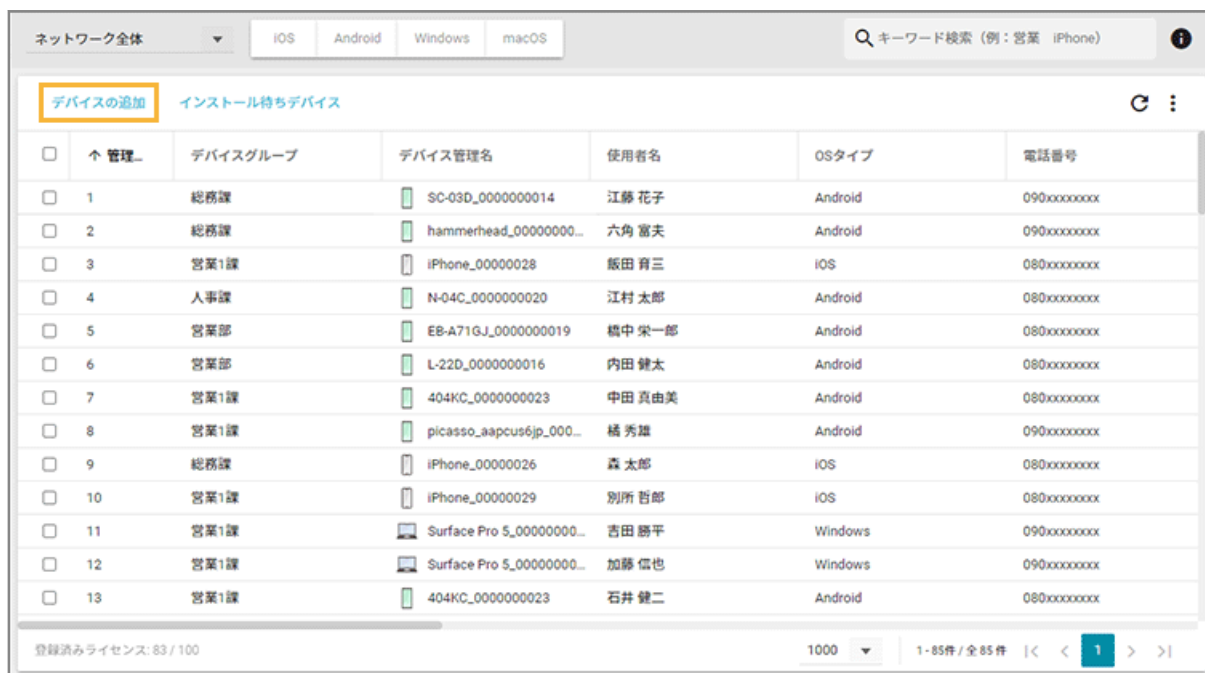 ネットワーク全体 iOS Android Windows macOS キーワード検索（例：営業 iPhone）
デバイスの追加 インストール待ちデバイス
管理… デバイスグループ デバイス管理名 使用者名 OSタイプ 電話番号
1 総務課 SC-03D_0000000014 江藤 花子 Android 090xxxxxxxx
2 総務課 hammerhead_00000000… 六角 富夫 Android 090xxxxxxxx
3 営業1課 iPhone_00000028 飯田 育三 iOS 080xxxxxxxx
4 人事課 N-04C_0000000020 江村 太郎 Android 080xxxxxxxx
5 営業部 EB-A71GJ_0000000019 橋中 栄一郎 Android 080xxxxxxxx
6 営業部 L-22D_0000000016 内田 健太 Android 080xxxxxxxx
7 営業1課 404KC_0000000023 中田 真由美 Android 080xxxxxxxx
8 営業1課 picasso_aapcus6jp_000… 橘 秀雄 Android 090xxxxxxxx
9 総務課 iPhone_00000026 森 太郎 iOS 080xxxxxxxx
10 営業1課 iPhone_00000029 別所 哲郎 iOS 080xxxxxxxx
11 営業1課 Surface Pro 5_00000000… 吉田 勝平 Windows 090xxxxxxxx
12 営業1課 Surface Pro 5_00000000… 加藤 信也 Windows 090xxxxxxxx
13 営業1課 404KC_0000000023 石井 健二 Android 080xxxxxxxx
登録済みライセンス: 83 / 100 1000 1 - 85件 / 全 85 件 1